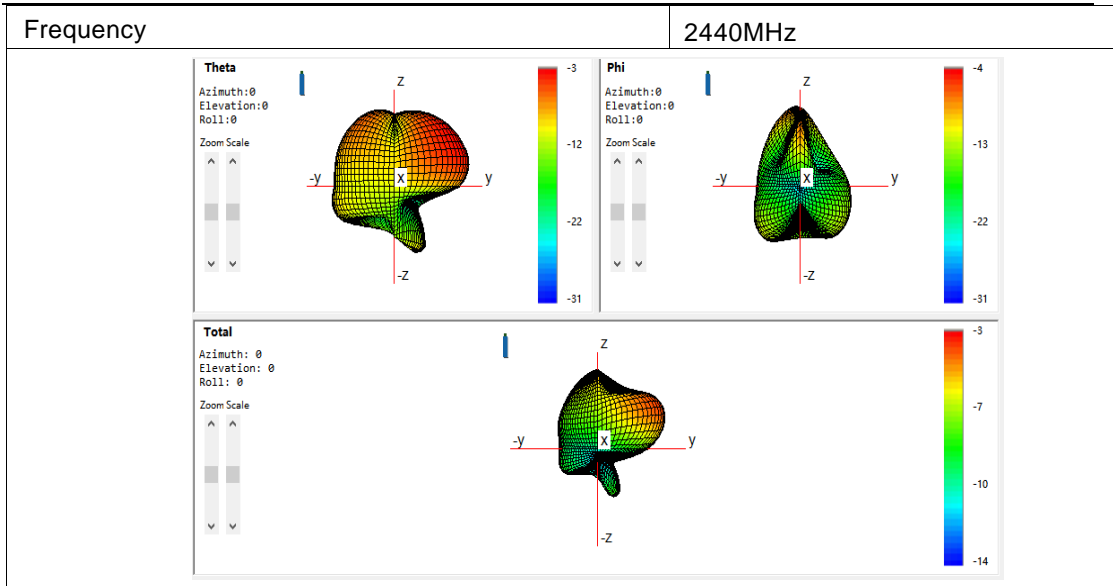 Frequency 2440MHz
Theta
Azimuth:0
Elevation:0
Roll:0
Zoom Scale
z
-y
x
y
-z
-3
-12
-22
-31
Phi
Azimuth:0
Elevation:0
Roll:0
Zoom Scale
z
-y
x
y
-z
-4
-13
-22
-31
Total
Azimuth: 0
Elevation: 0
Roll: 0
Zoom Scale
z
-y
x
y
-z
-3
-7
-10
-14